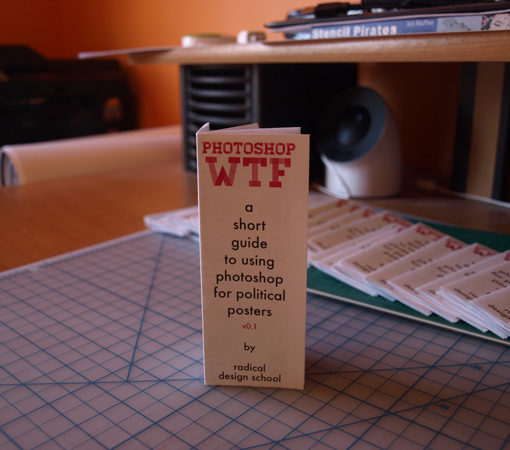 Stencil Pirates
PHOTOSHOP
WTF
a
short
guide
to using
photoshop
for political
posters
v0.1
by
radical
design school